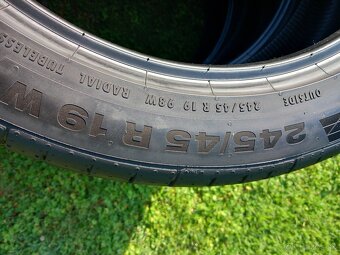 TUBELESS
RADIAL
245/45 R 19 98W
OUTSIDE
245/45 R 19 W